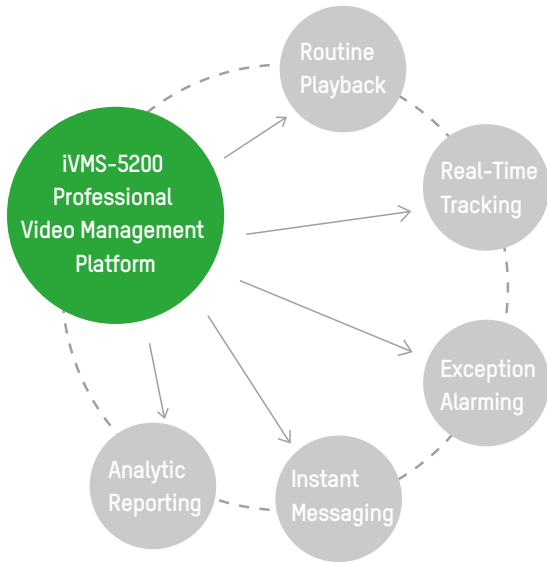 iVMS-5200
Professional
Video Management
Platform
Routine
Playback
Real-Time
Tracking
Exception
Alarming
Instant
Messaging
Analytic
Reporting